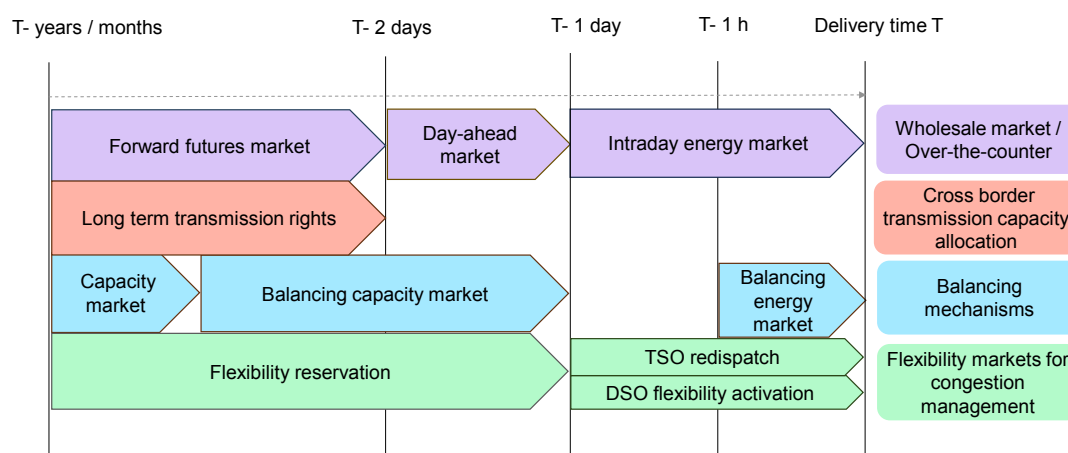 T- years / months
T- 2 days
T- 1 day
T- 1 h
Delivery time T
Forward futures market
Day-ahead
market
Intraday energy market
Wholesale market /
Over-the-counter
Long term transmission rights
Cross border
transmission capacity
allocation
Capacity
market
Balancing capacity market
Balancing
energy
market
Balancing
mechanisms
Flexibility reservation
TSO redispatch
DSO flexibility activation
Flexibility markets for
congestion
management